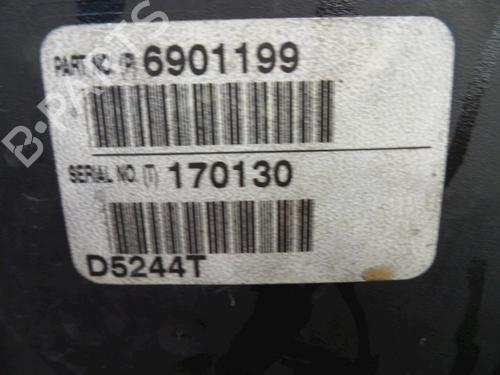 PART NO. (P) 6901199
SERIAL NO. (T) 170130
D5244T
B-PARTS